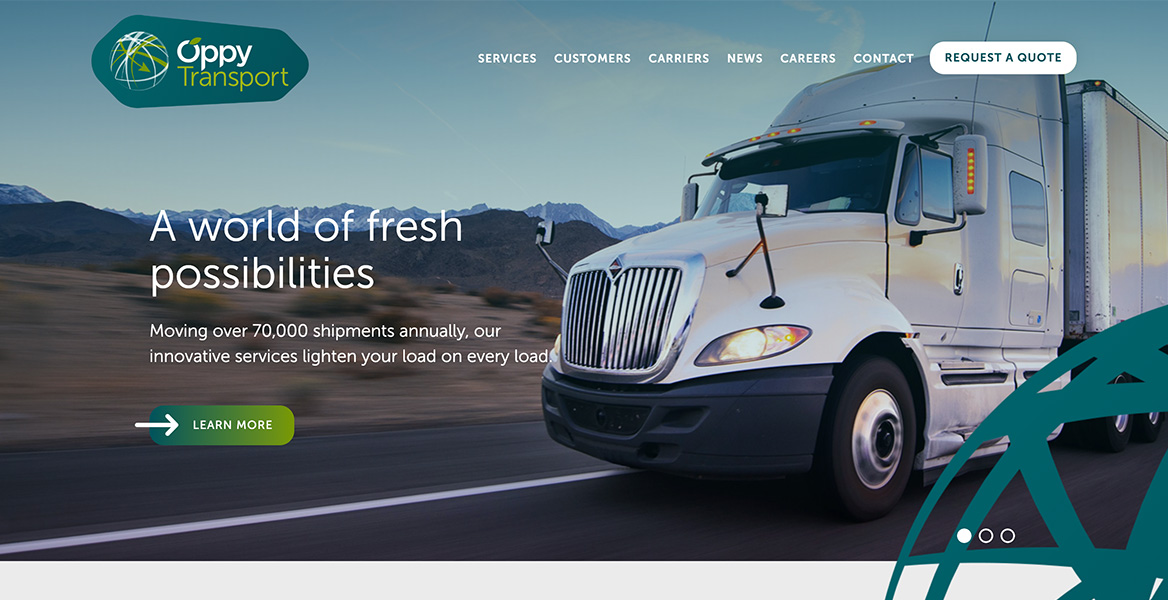 Oppy
Transport
SERVICES CUSTOMERS CARRIERS NEWS CAREERS CONTACT REQUEST A QUOTE
A world of fresh
possibilities
Moving over 70,000 shipments annually, our
innovative services lighten your load on every load.
LEARN MORE